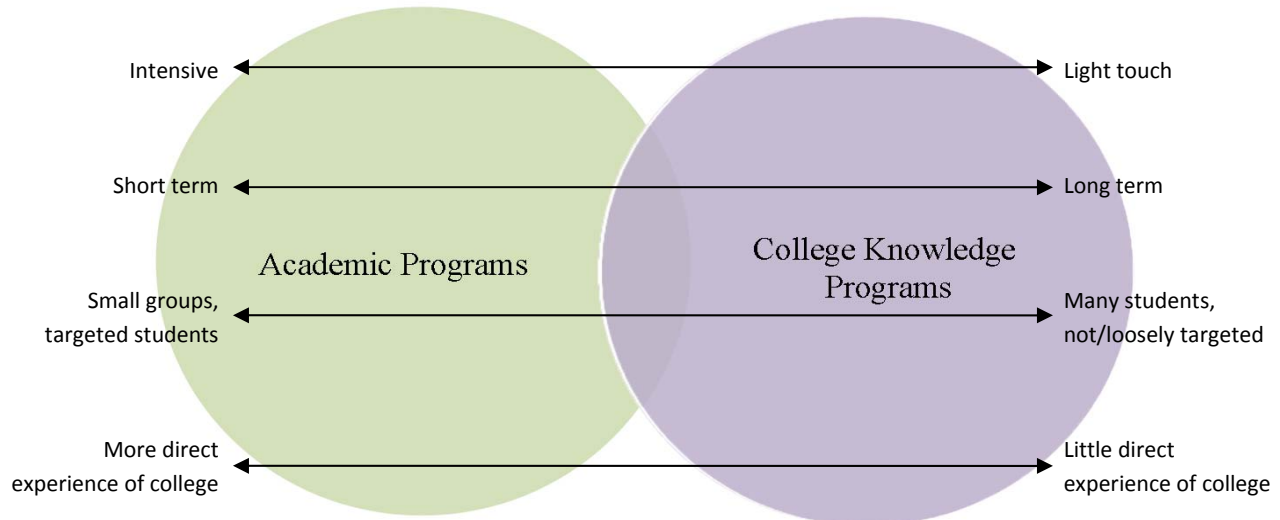 Intensive
Light touch
Short term
Long term
Academic Programs
College Knowledge
Programs
Small groups,
targeted students
Many students,
not/loosely targeted
More direct
experience of college
Little direct
experience of college